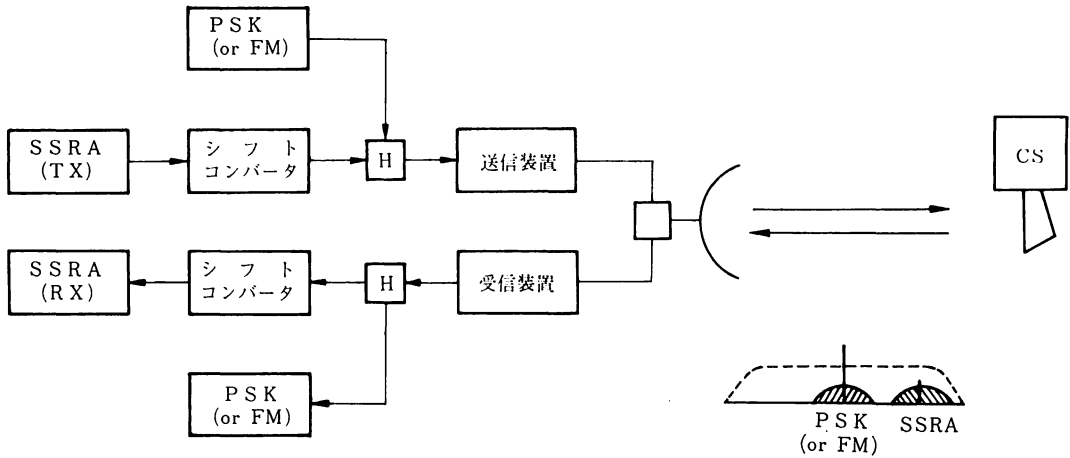 PSK
(or FM)
SSRA
(TX)
シフト
コンバータ
H
送信装置
CS
SSRA
(RX)
シフト
コンバータ
H
受信装置
PSK
(or FM)
PSK
(or FM)
SSRA